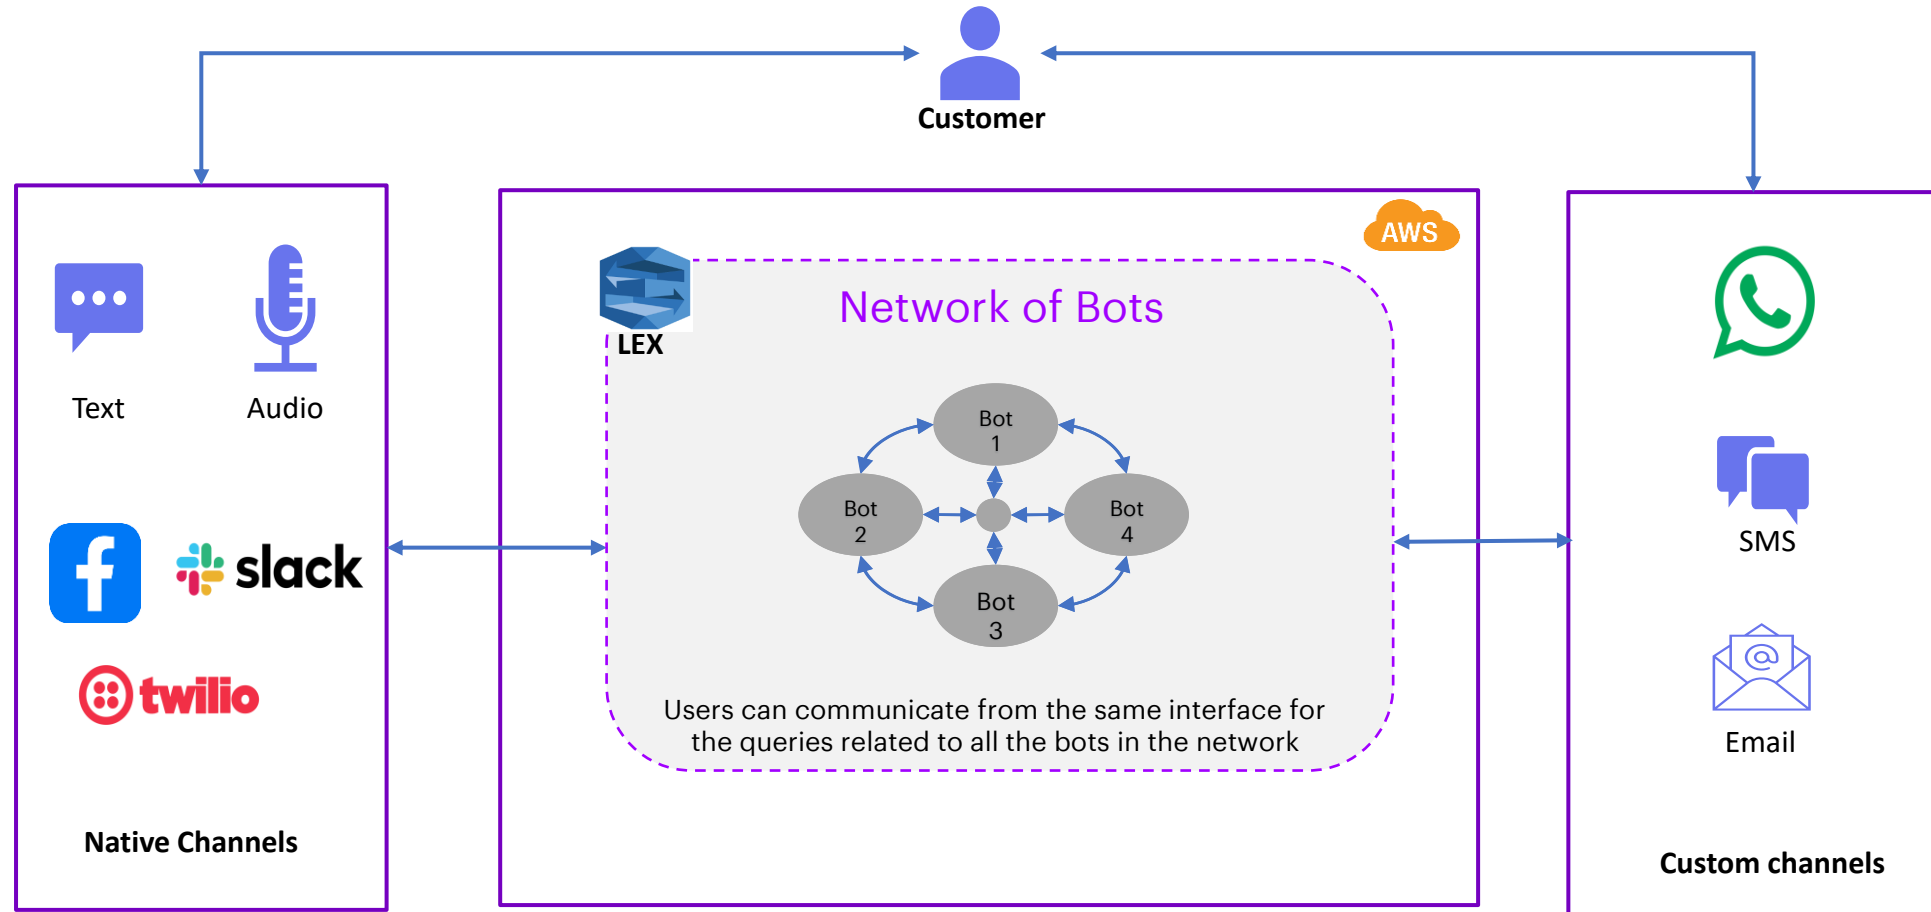 Customer
AWS
LEX
Network of Bots
Text
Audio
Bot
1
Bot
2
Bot
4
Bot
3
slack
twilio
SMS
@
Email
Users can communicate from the same interface for
the queries related to all the bots in the network
Native Channels
Custom channels